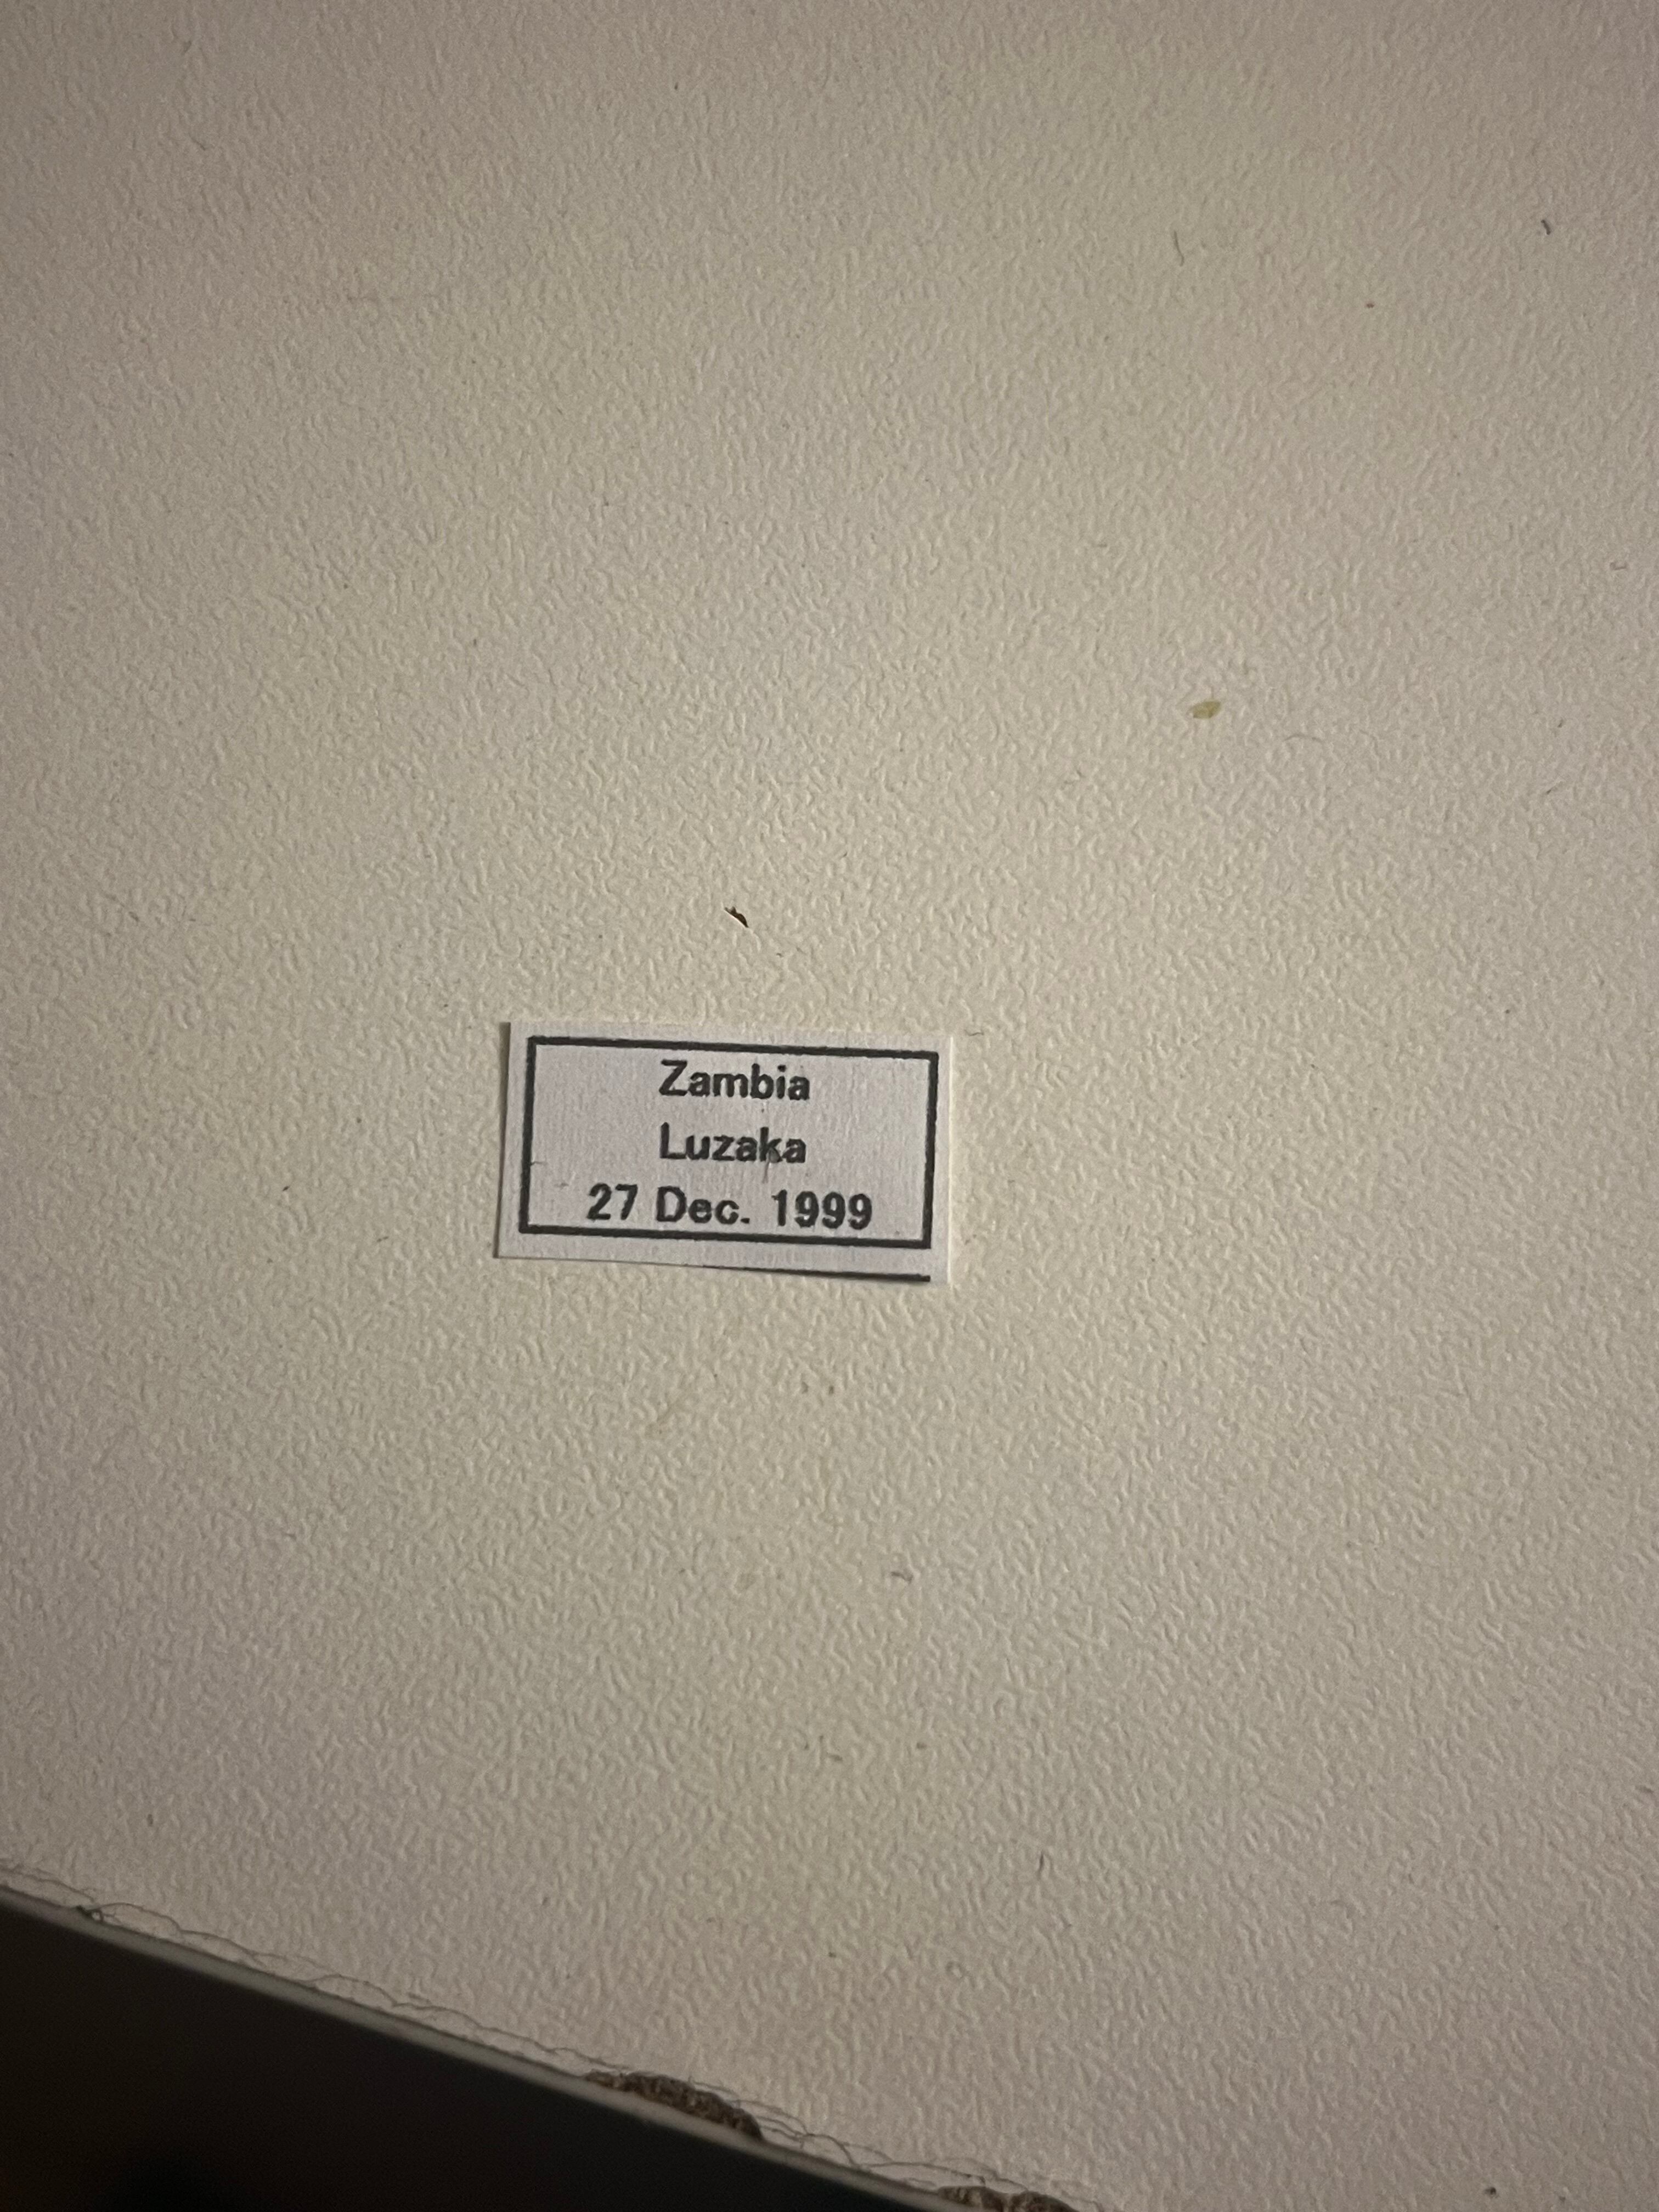 Zambia
Luzaka
27 Dec. 1999